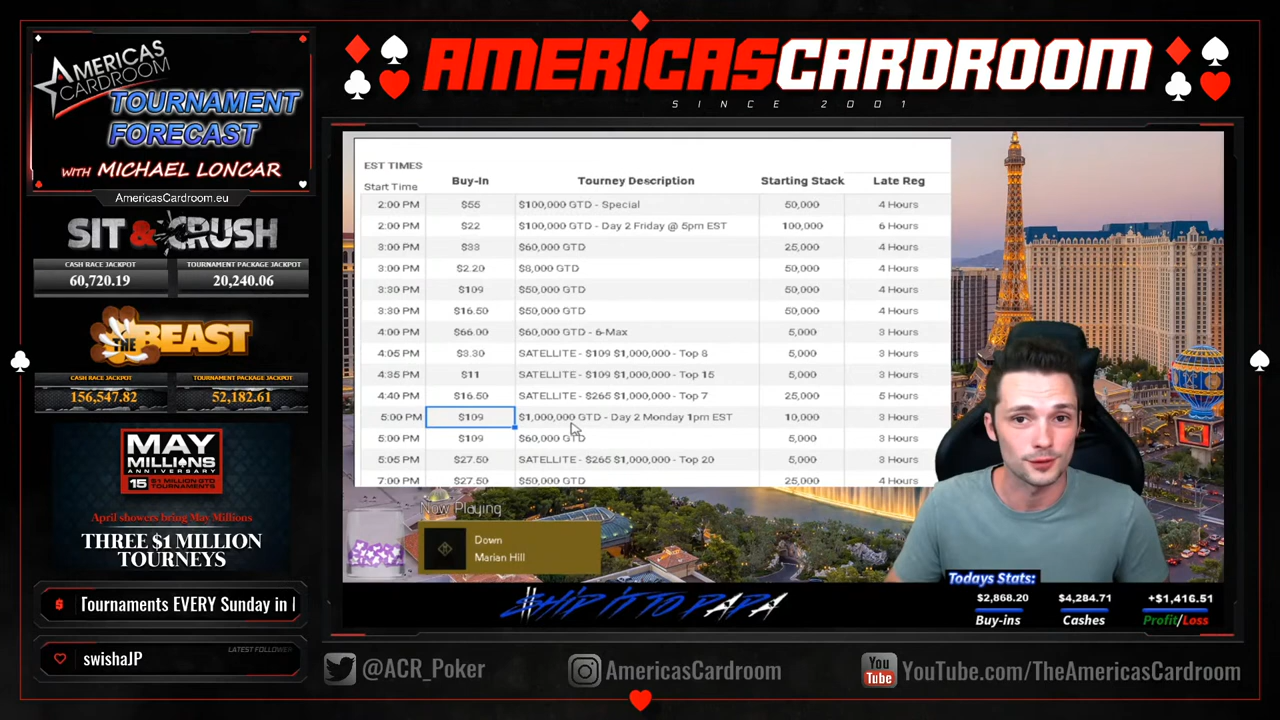 AMERICAS
CARDROOM
TOURNAMENT
FORECAST
WITH MICHAEL LONCAR
AmericasCardroom.eu
SIT & CRUSH
CASH RACE JACKPOT TOURNAMENT PACKAGE JACKPOT
60,720.19 20,240.06
THE BEAST
CASH RACE JACKPOT TOURNAMENT PACKAGE JACKPOT
156,547.82 52,182.61
MAY
MILLIONS
ANNIVERSARY
15 $1 MILLION GTD TOURNAMENTS
April showers bring May Millions
THREE $1 MILLION
TOURNEYS
$ Tournaments EVERY Sunday in
swishaJP LATEST FOLLOWER
AMERICASCARDROOM
SINCE 2001
EST TIMES
Start Time Buy-In Tourney Description Starting Stack Late Reg
2:00 PM $55 $100,000 GTD - Special 50,000 4 Hours
2:00 PM $22 $100,000 GTD - Day 2 Friday @ 5pm EST 100,000 6 Hours
3:00 PM $33 $60,000 GTD 25,000 4 Hours
3:00 PM $2.20 $8,000 GTD 50,000 4 Hours
3:30 PM $109 $50,000 GTD 50,000 4 Hours
3:30 PM $16.50 $50,000 GTD 50,000 4 Hours
4:00 PM $66.00 $60,000 GTD - 6-Max 5,000 3 Hours
4:05 PM $3.30 SATELLITE - $109 $1,000,000 - Top 8 5,000 3 Hours
4:35 PM $11 SATELLITE - $109 $1,000,000 - Top 15 5,000 3 Hours
4:40 PM $16.50 SATELLITE - $265 $1,000,000 - Top 7 5,000 5 Hours
5:00 PM $109 $1,000,000 GTD - Day 2 Monday 1pm EST 10,000 3 Hours
5:00 PM $109 $60,000 GTD 5,000 3 Hours
5:05 PM $27.50 SATELLITE - $265 $1,000,000 - Top 20 5,000 3 Hours
7:00 PM $27.50 $50,000 GTD 25,000 4 Hours
Now Playing
Down
Marian Hill
#SHIP IT TO PAPA
Todays Stats:
$2,868.20 $4,284.71 +$1,416.51
Buy-ins Cashes Profit/Loss
@ACR_Poker AmericasCardroom You Tube YouTube.com/TheAmericasCardroom